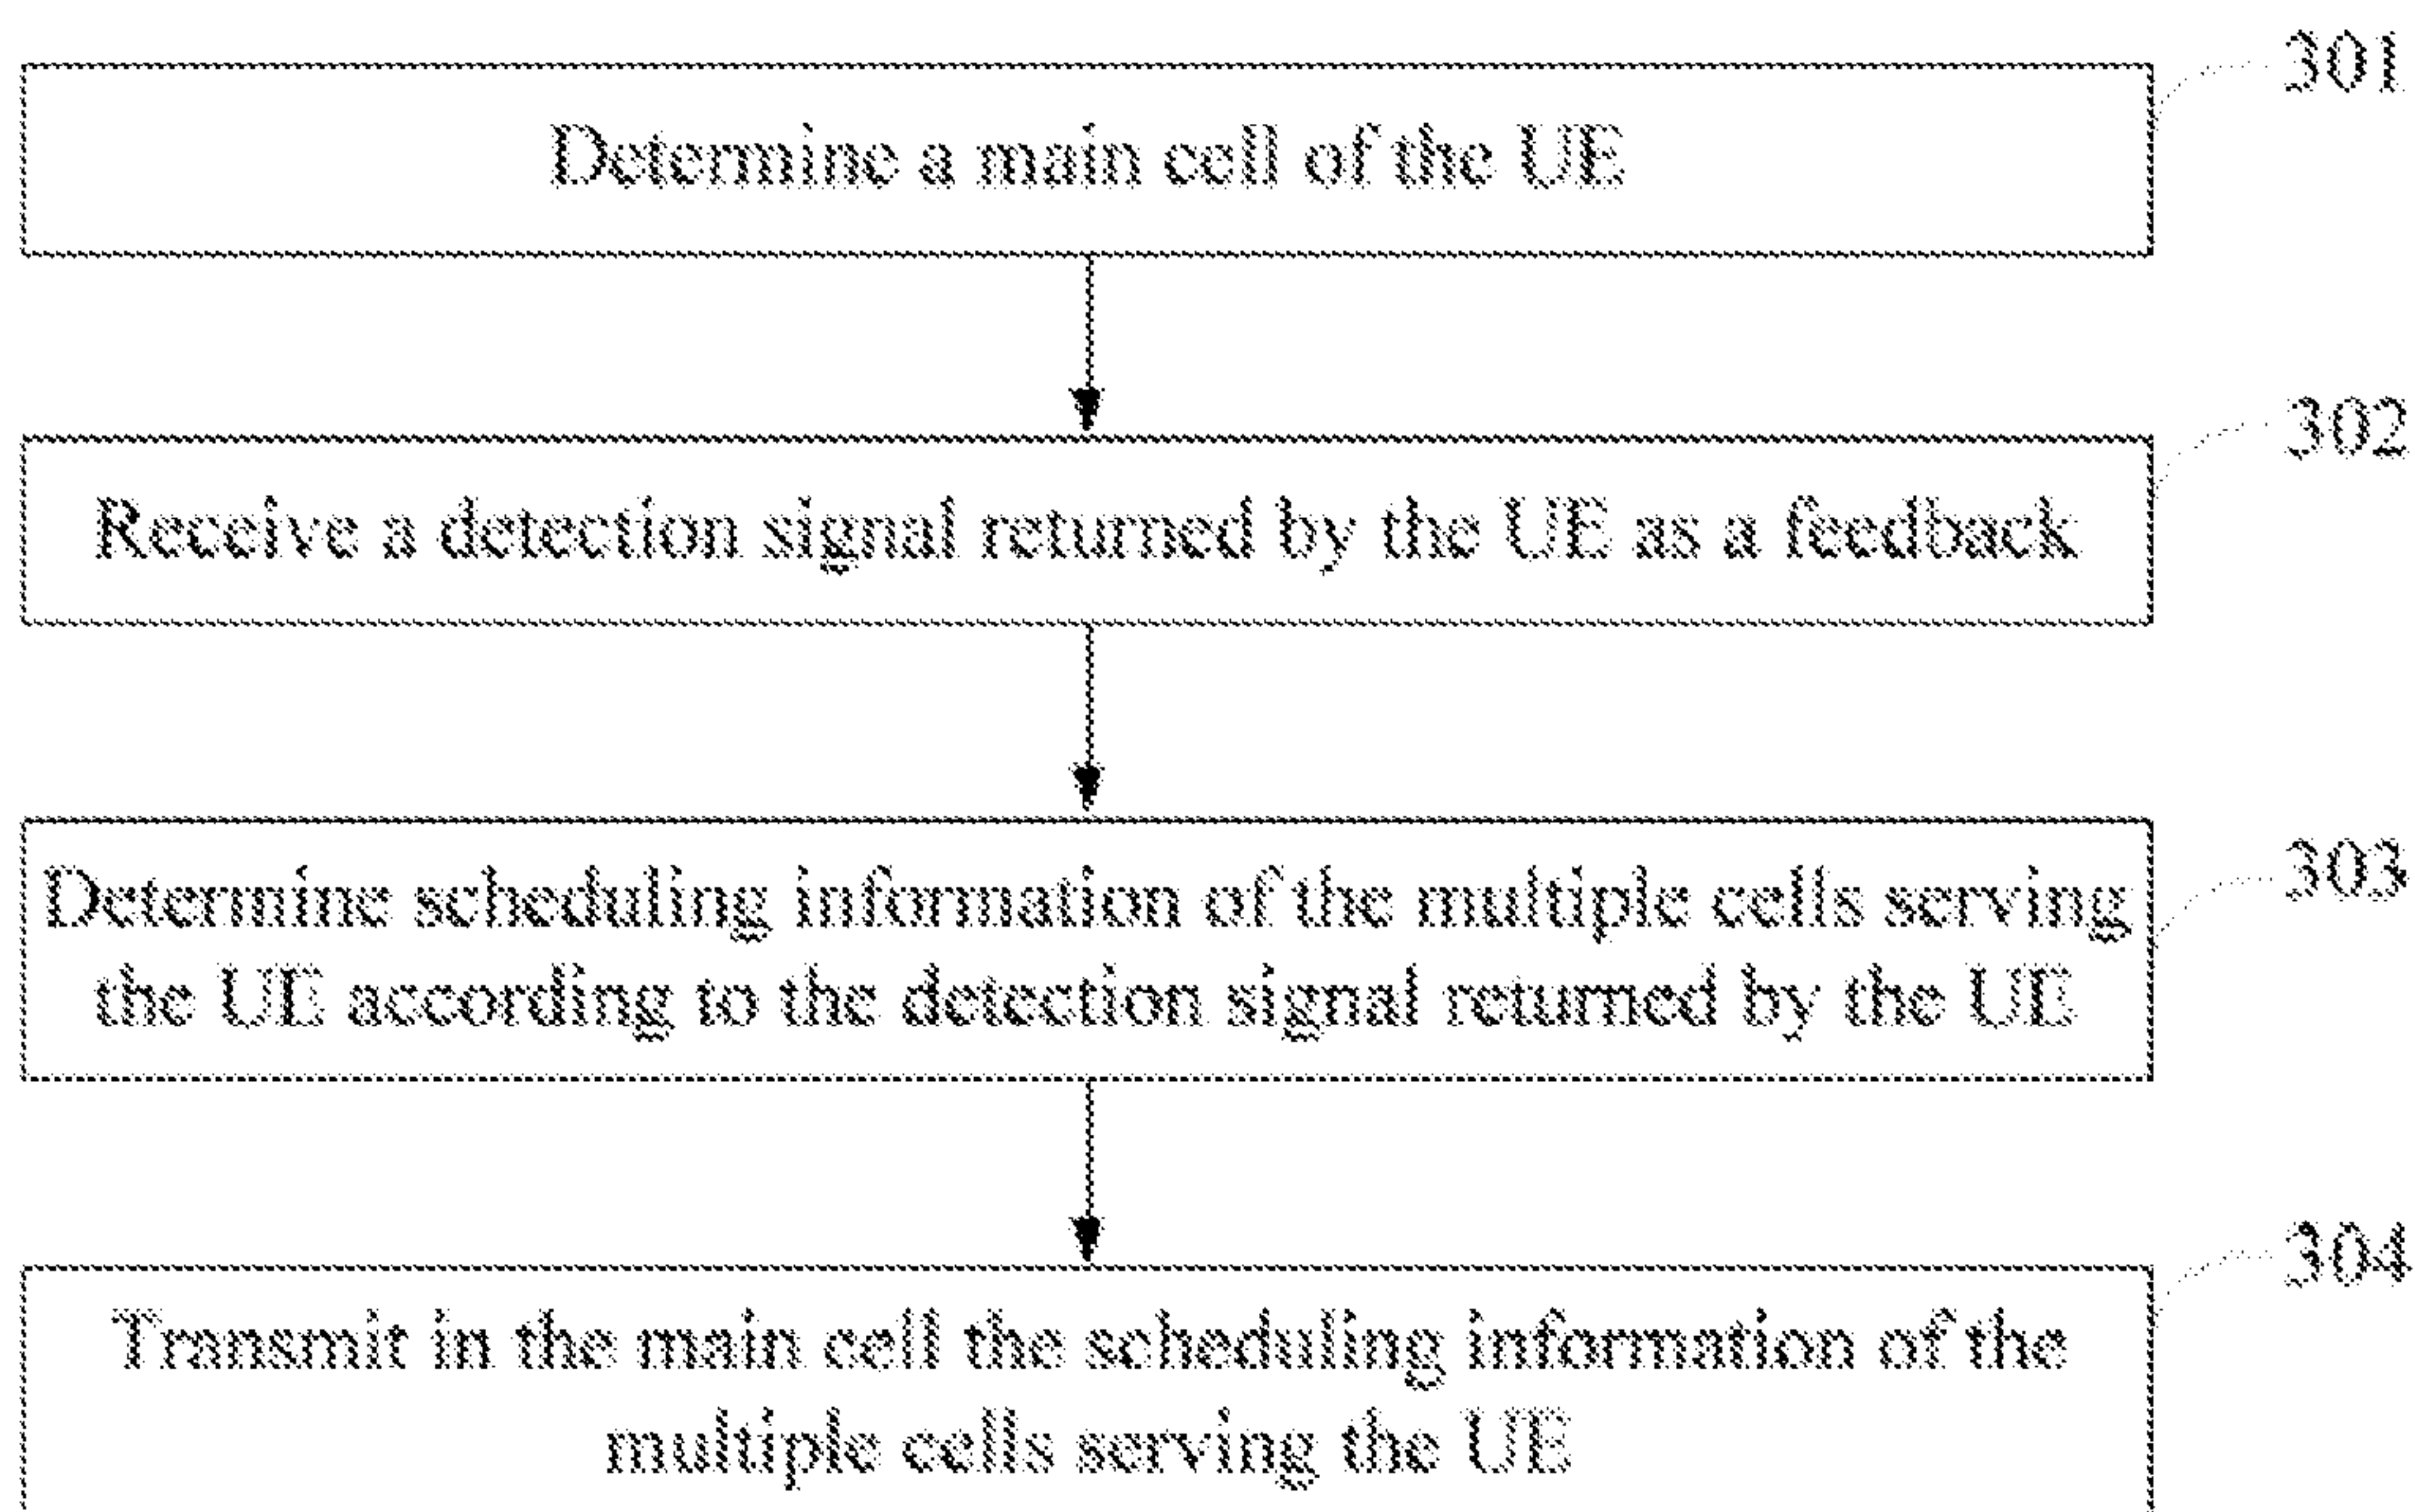 301
Determine a main cell of the UE
302
Receive a detection signal returned by the UE as a feedback
303
Determine scheduling information of the multiple cells serving
the UE according to the detection signal returned by the UE
304
Transmit in the main cell the scheduling information of the
multiple cells serving the UE